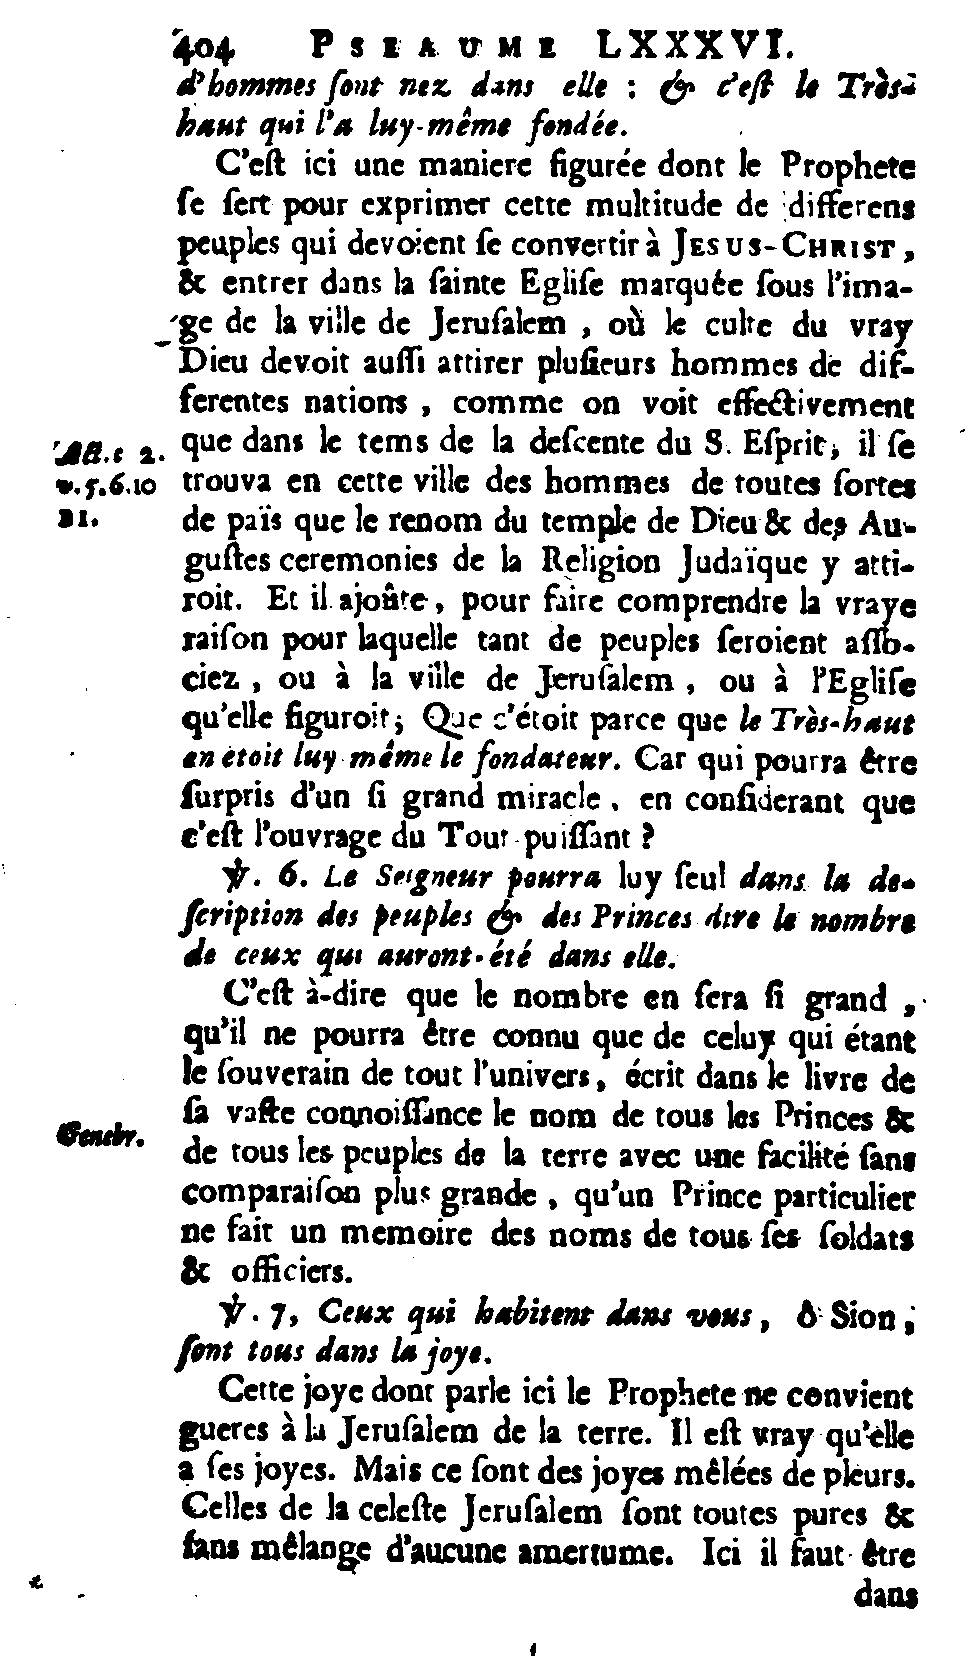 404 PSEAUME LXXXVI.
d'hommes ſont nez dans elle : & c'eſt le Très-
haut qui l'a luy-même fondée.
C'eſt ici une maniere figurée dont le Prophete
ſe ſert pour exprimer cette multitude de differens
peuples qui devoient ſe convertir à JESUS-CHRIST,
& entrer dans la ſainte Egliſe marquée ſous l'ima-
ge de la ville de Jeruſalem, où le culte du vray
Dieu devoit auſſi attirer pluſieurs hommes de dif-
ferentes nations, comme on voit effectivement
que dans le tems de la deſcente du S. Eſprit, il ſe
trouva en cette ville des hommes de toutes ſortes
de païs que le renom du temple de Dieu & des Au-
guſtes ceremonies de la Religion Judaïque y atti-
roit. Et il ajoûte, pour faire comprendre la vraye
raiſon pour laquelle tant de peuples ſeroient aſſo-
ciez, ou à la ville de Jeruſalem, ou à l'Egliſe
qu'elle figuroit; Que c'étoit parce que le Très-haut
en étoit luy même le fondateur. Car qui pourra être
ſurpris d'un ſi grand miracle, en conſiderant que
c'eſt l'ouvrage du Tout-puiſſant ?
℣. 6. Le Seigneur pourra luy ſeul dans la de-
ſcription des peuples & des Princes dire le nombre
de ceux qui auront été dans elle.
C'eſt à-dire que le nombre en ſera ſi grand,
qu'il ne pourra être connu que de celuy qui étant
le ſouverain de tout l'univers, écrit dans le livre de
ſa vaſte connoiſſance le nom de tous les Princes &
de tous les peuples de la terre avec une facilité ſans
comparaiſon plus grande, qu'un Prince particulier
ne fait un memoire des noms de tous ſes ſoldats
& officiers.
℣. 7, Ceux qui habitent dans vous, ô Sion,
ſont tous dans la joye.
Cette joye dont parle ici le Prophete ne convient
gueres à la Jeruſalem de la terre. Il eſt vray qu'elle
a ſes joyes. Mais ce ſont des joyes mêlées de pleurs.
Celles de la celeſte Jeruſalem ſont toutes pures &
ſans mêlange d'aucune amertume. Ici il faut être
dans
Act. c 2.
v. 5. 6. 10
11.
Genebr.